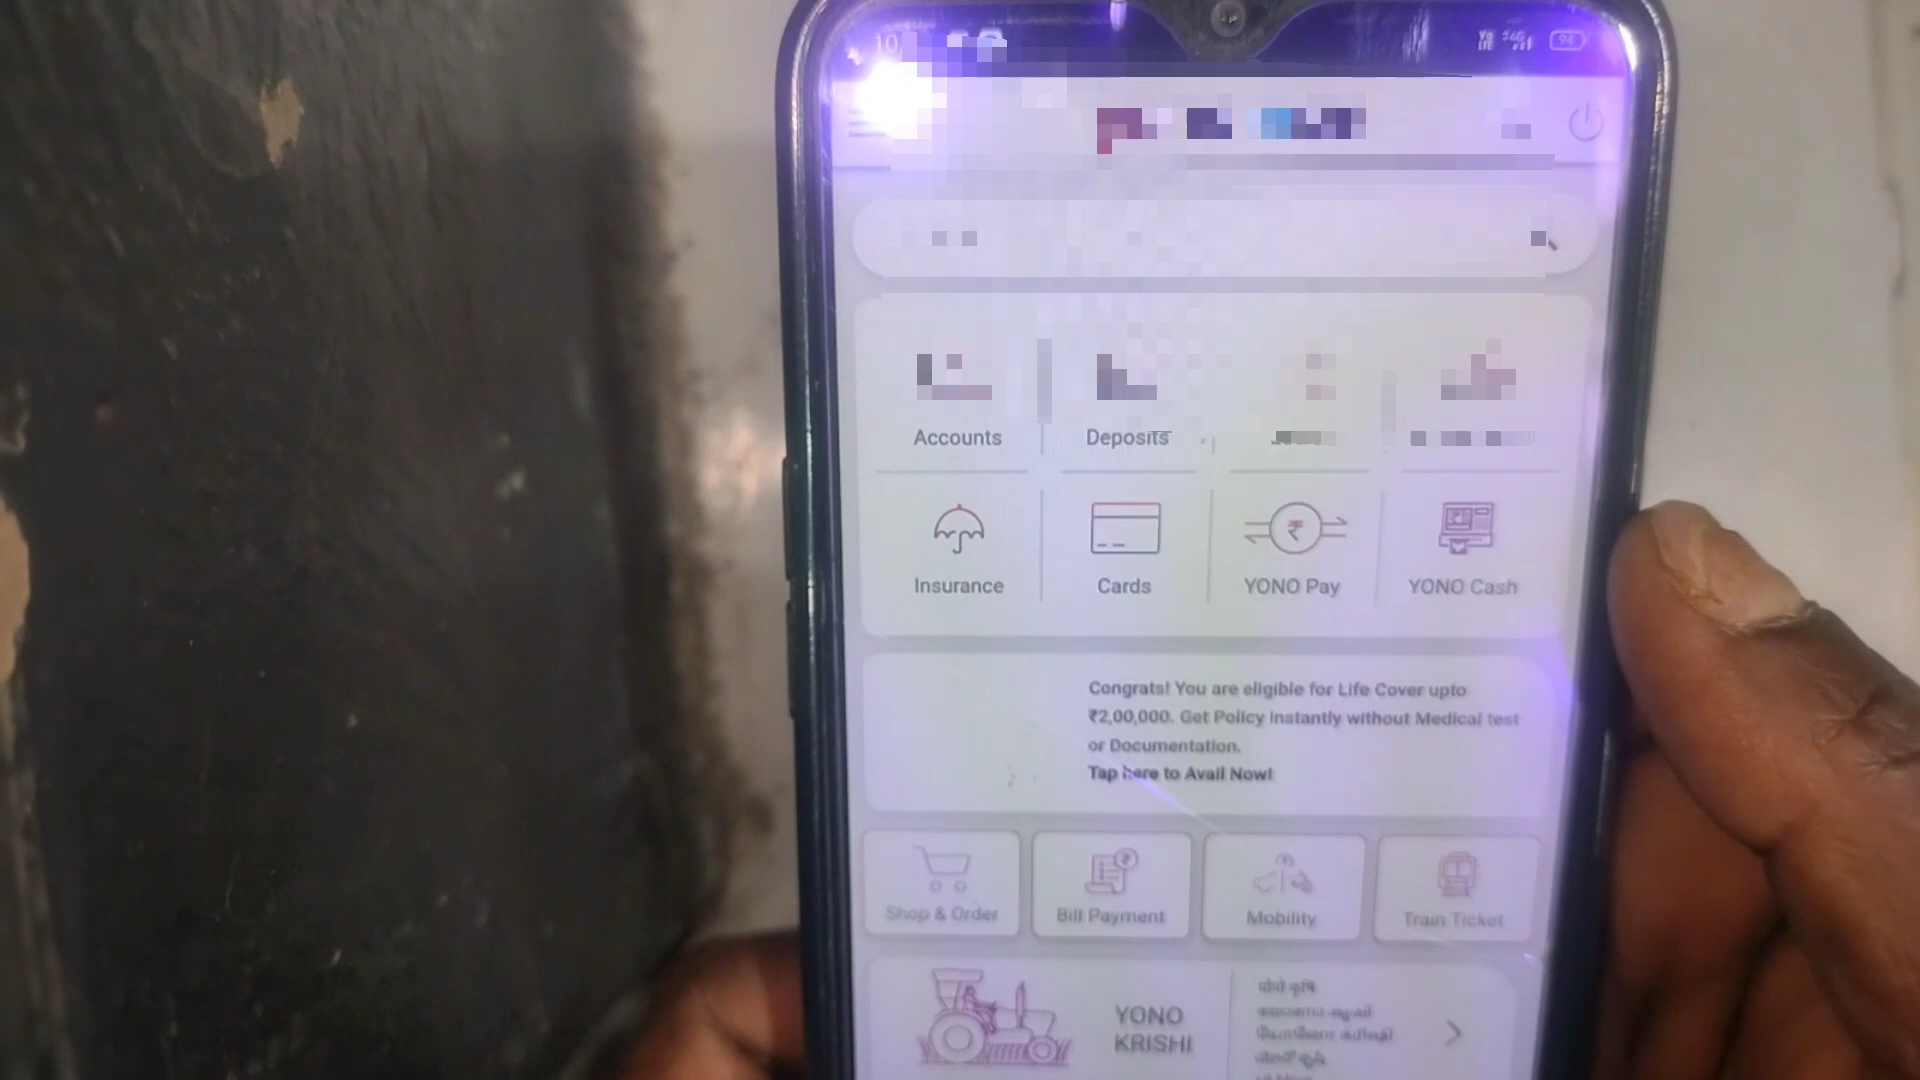 94
Accounts
Deposits
Insurance
Cards
YONO Pay
YONO Cash
Congrats! You are eligible for Life Cover upto
₹2,00,000. Get Policy instantly without Medical test
or Documentation.
Tap here to Avail Now!
Shop & Order
Bill Payment
Mobility
Train Ticket
YONO
KRISHI
योनो कृषि